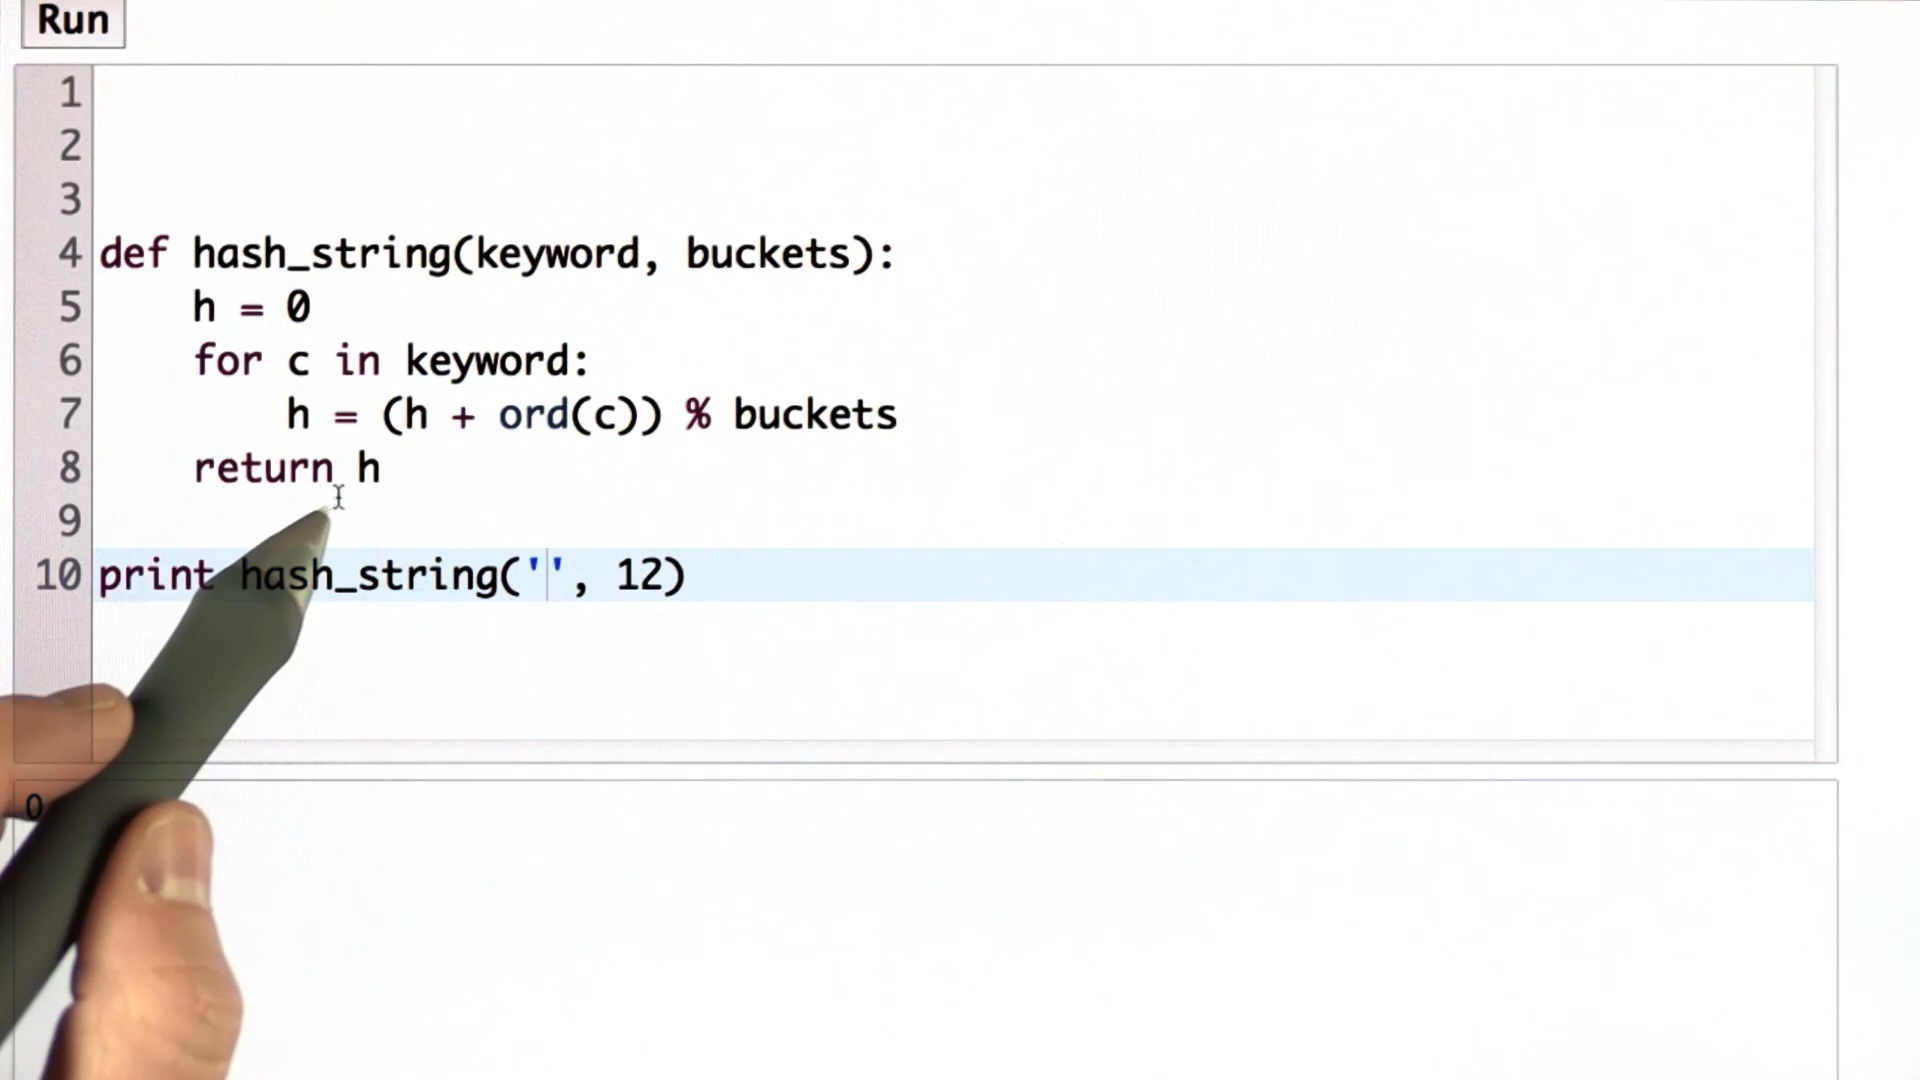 Run
1
2
3
4 def hash_string(keyword, buckets):
5 h = 0
6 for c in keyword:
7 h = (h + ord(c)) % buckets
8 return h
9
10 print hash_string('', 12)
0